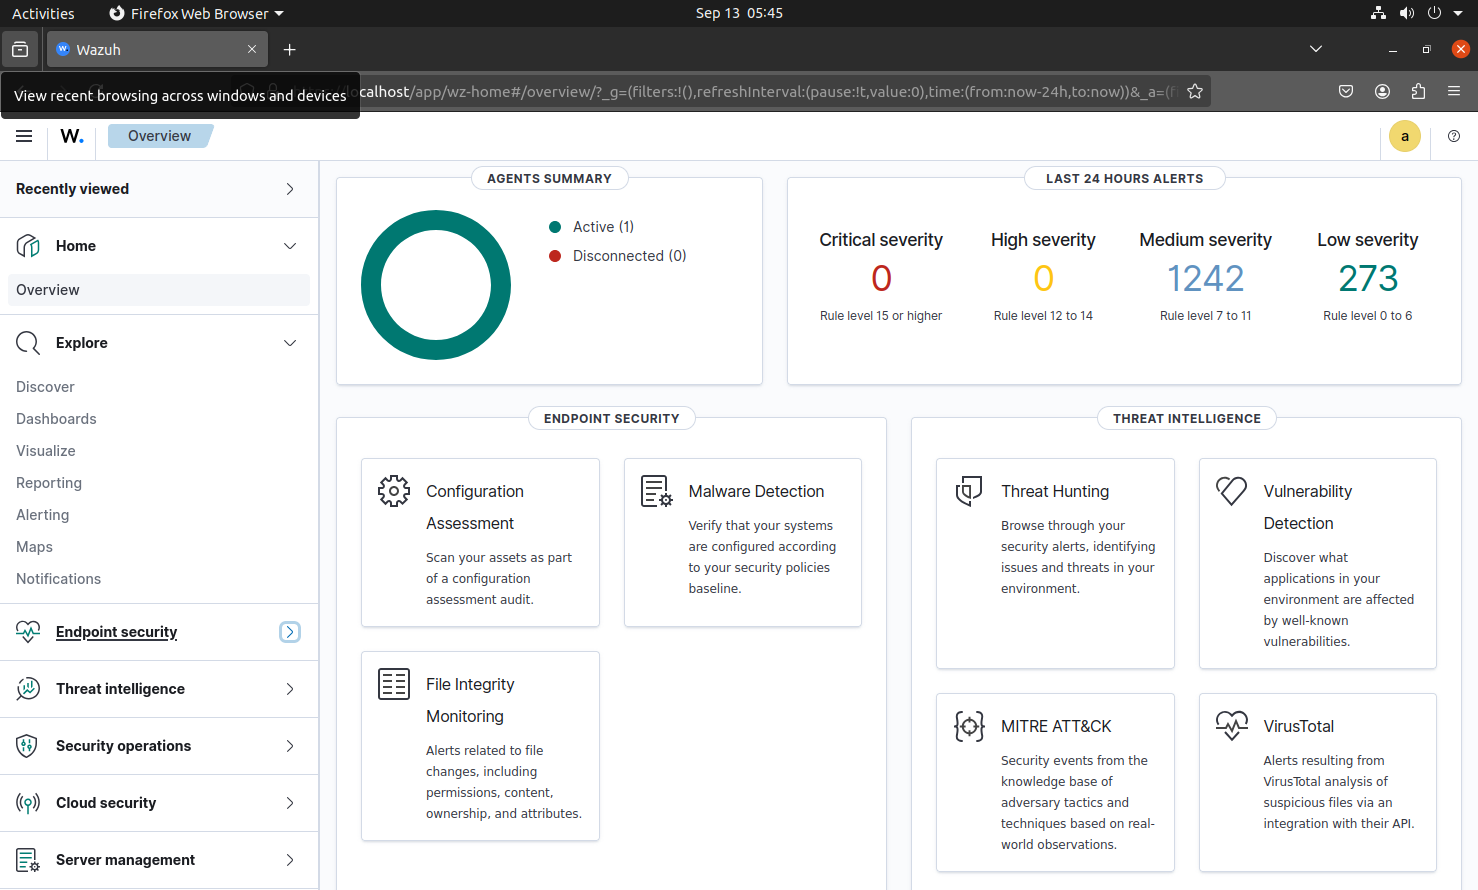 Activities
Firefox Web Browser
Sep 13 05:45
Wazuh
View recent browsing across windows and devices
localhost/app/wz-home#/overview/?_g=(filters:!(),refreshInterval:(pause:!t,value:0),time:(from:now-24h,to:now))&_a=(f
W.
Overview
a
Recently viewed
Home
Overview
Explore
Discover
Dashboards
Visualize
Reporting
Alerting
Maps
Notifications
Endpoint security
Threat intelligence
Security operations
Cloud security
Server management
AGENTS SUMMARY
Active (1)
Disconnected (0)
LAST 24 HOURS ALERTS
Critical severity
0
Rule level 15 or higher
High severity
0
Rule level 12 to 14
Medium severity
1242
Rule level 7 to 11
Low severity
273
Rule level 0 to 6
ENDPOINT SECURITY
Configuration
Assessment
Scan your assets as part
of a configuration
assessment audit.
Malware Detection
Verify that your systems
are configured according
to your security policies
baseline.
File Integrity
Monitoring
Alerts related to file
changes, including
permissions, content,
ownership, and attributes.
THREAT INTELLIGENCE
Threat Hunting
Browse through your
security alerts, identifying
issues and threats in your
environment.
Vulnerability
Detection
Discover what
applications in your
environment are affected
by well-known
vulnerabilities.
MITRE ATT&CK
Security events from the
knowledge base of
adversary tactics and
techniques based on real-
world observations.
VirusTotal
Alerts resulting from
VirusTotal analysis of
suspicious files via an
integration with their API.